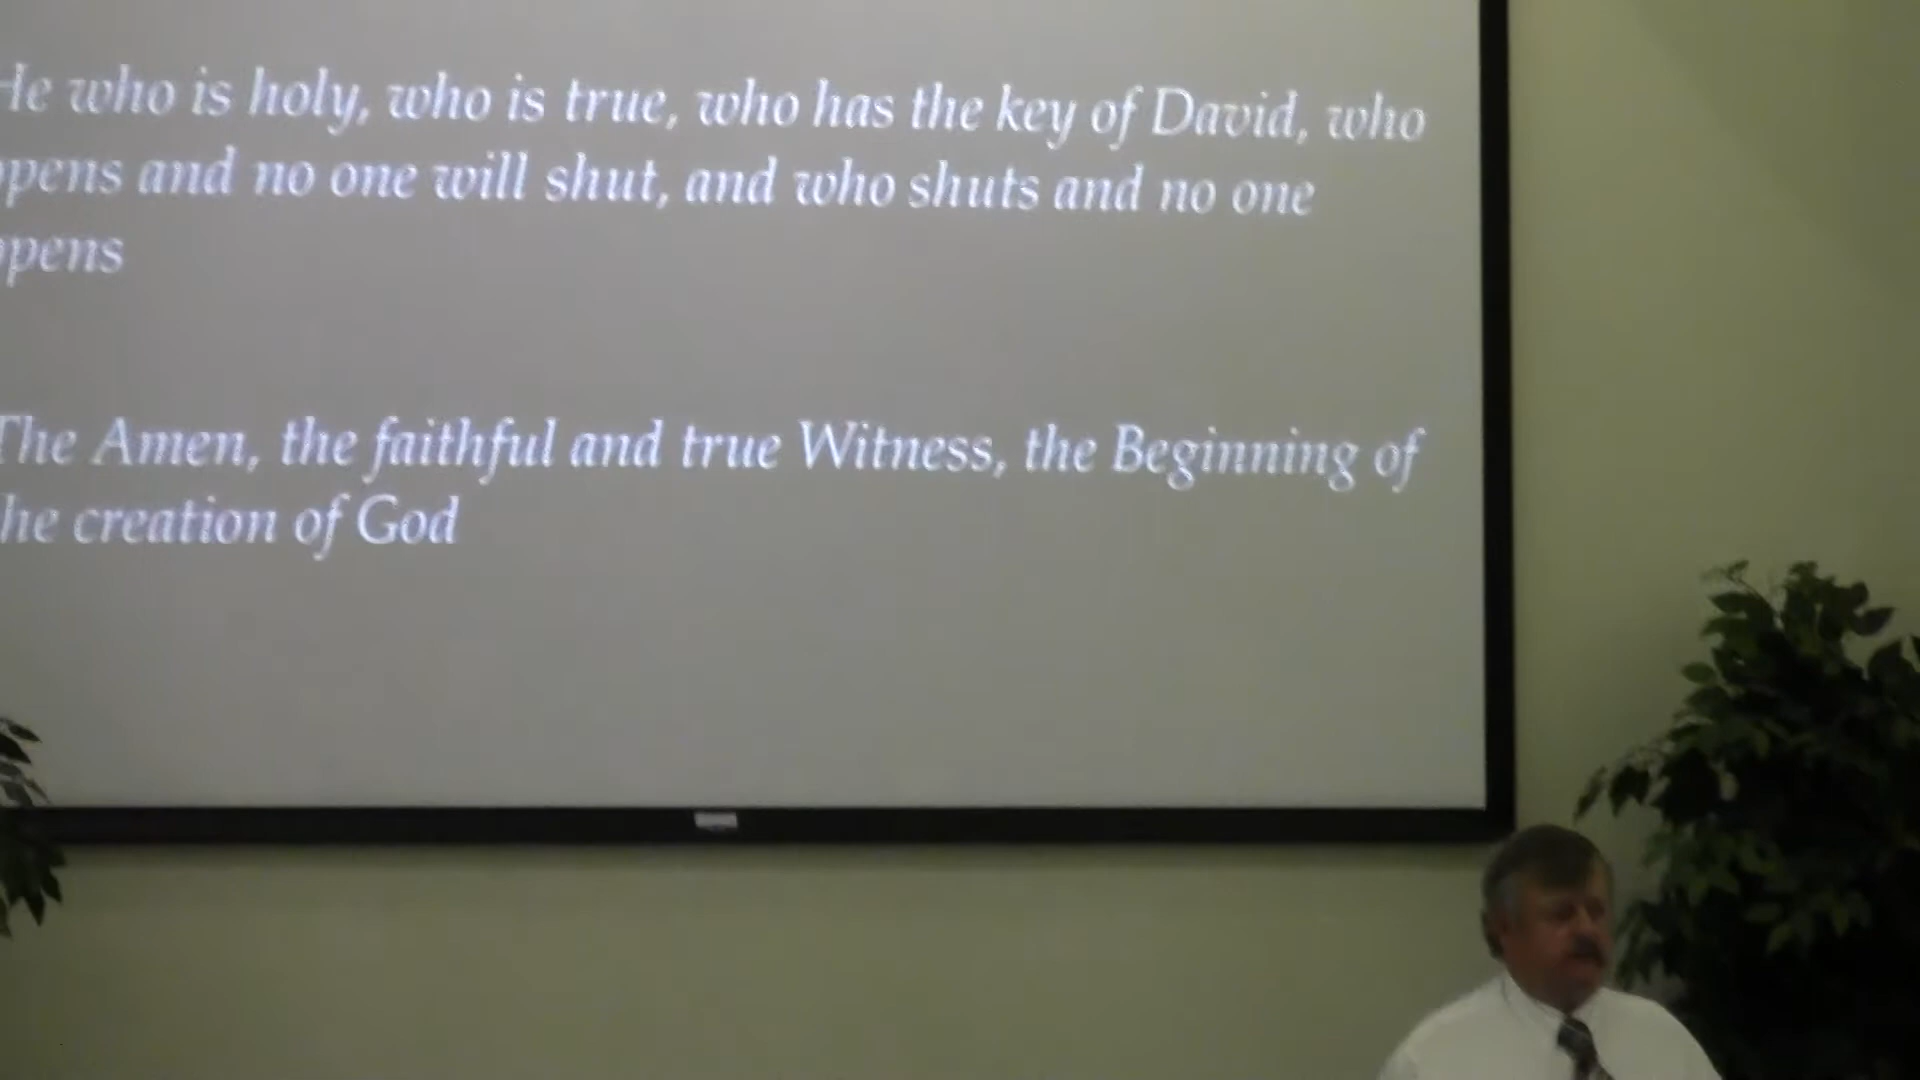 He who is holy, who is true, who has the key of David, who
opens and no one will shut, and who shuts and no one
opens
The Amen, the faithful and true Witness, the Beginning of
the creation of God